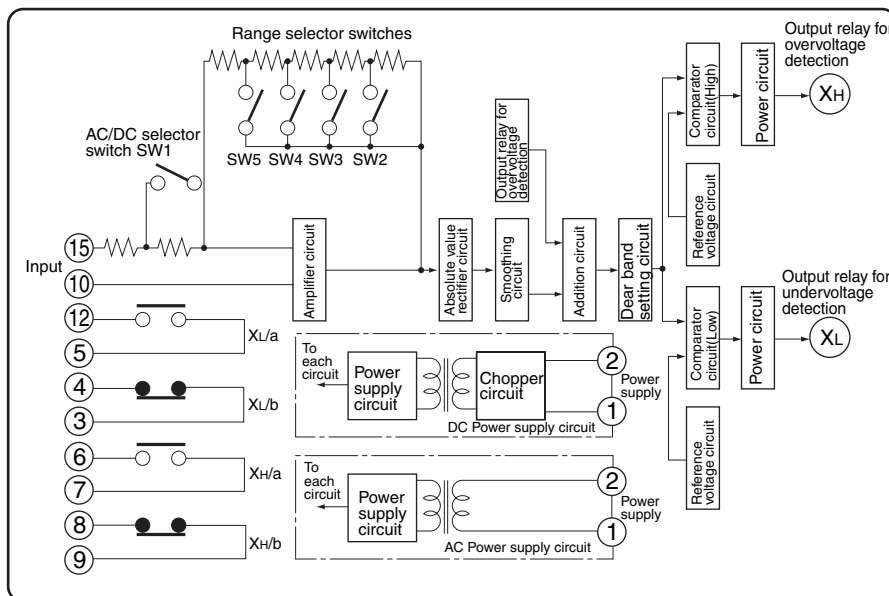 Range selector switches
AC/DC selector
switch SW1
SW5
SW4
SW3
SW2
Output relay for
overvoltage
detection
Output relay for
overvoltage
detection
XH
Comparator
circuit(High)
Power circuit
Reference
voltage circuit
Input
15
10
Amplifier circuit
Absolute value
rectifier circuit
Smoothing
circuit
Addition circuit
Dear band
setting circuit
Output relay for
undervoltage
detection
XL
Comparator
circuit(Low)
Power circuit
Reference
voltage circuit
12
5
XL/a
4
3
XL/b
6
7
XH/a
8
9
XH/b
To
each
circuit
Power
supply
circuit
Chopper
circuit
2
Power
supply
1
DC Power supply circuit
To
each
circuit
Power
supply
circuit
2
Power
supply
1
AC Power supply circuit